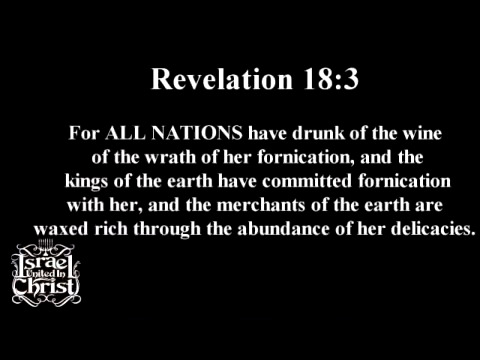 Revelation 18:3
For ALL NATIONS have drunk of the wine
of the wrath of her fornication, and the
kings of the earth have committed fornication
with her, and the merchants of the earth are
waxed rich through the abundance of her delicacies.
Israel
United In
Christ